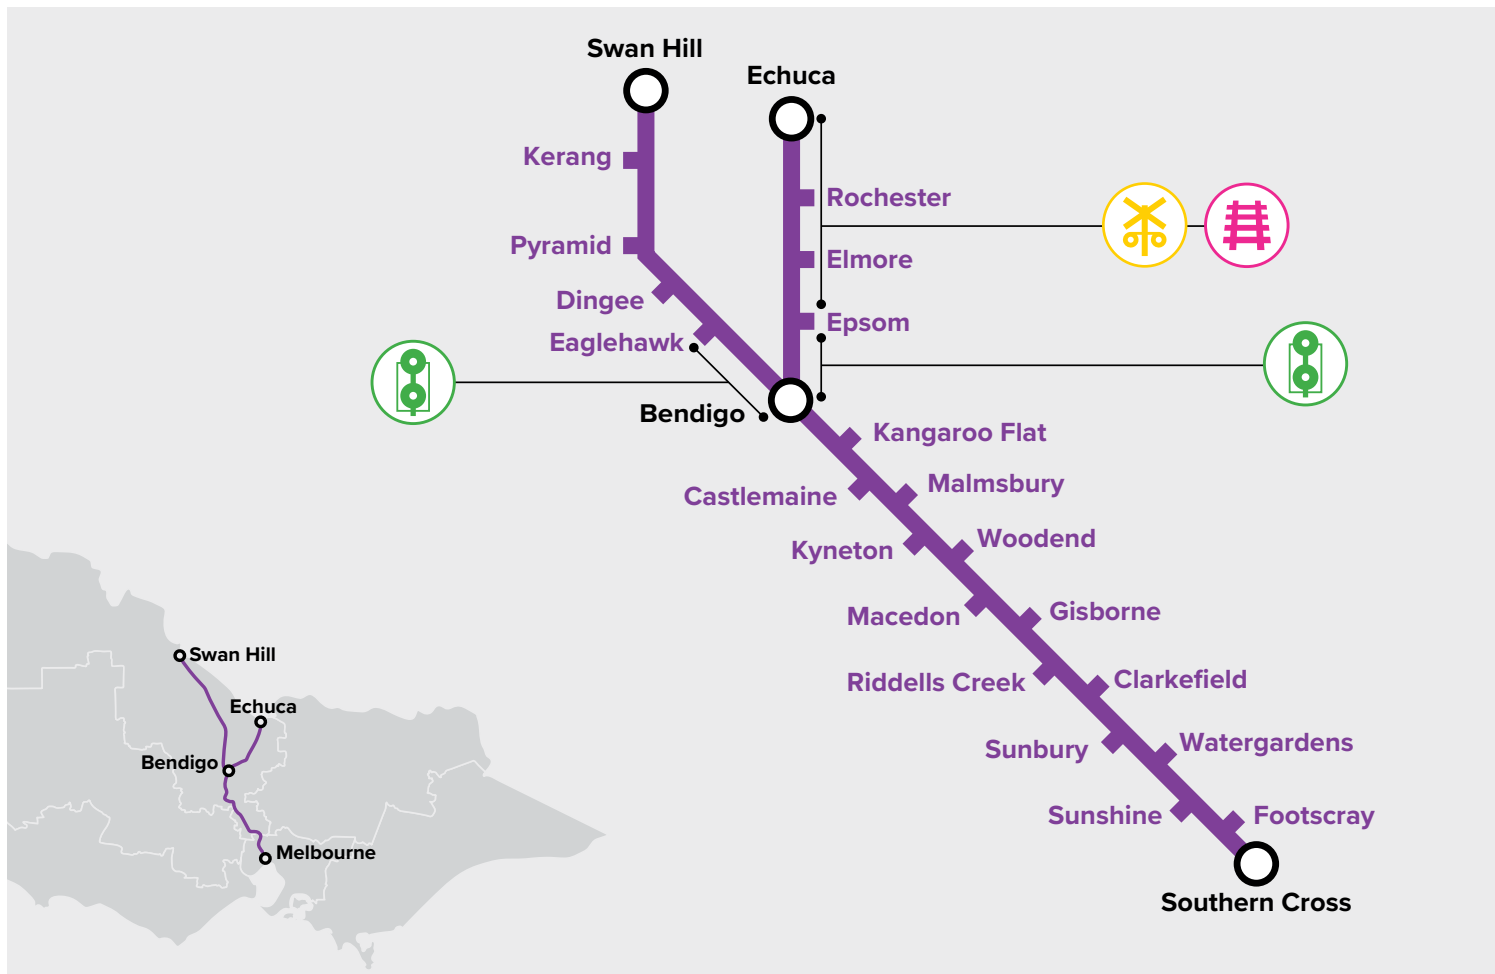 Swan Hill
Echuca
Kerang
Rochester
Pyramid
Elmore
Dingee
Epsom
Eaglehawk
Bendigo
Kangaroo Flat
Malmsbury
Castlemaine
Woodend
Kyneton
Gisborne
Macedon
Clarkefield
Riddells Creek
Watergardens
Sunbury
Sunshine
Footscray
Southern Cross
Swan Hill
Echuca
Bendigo
Melbourne